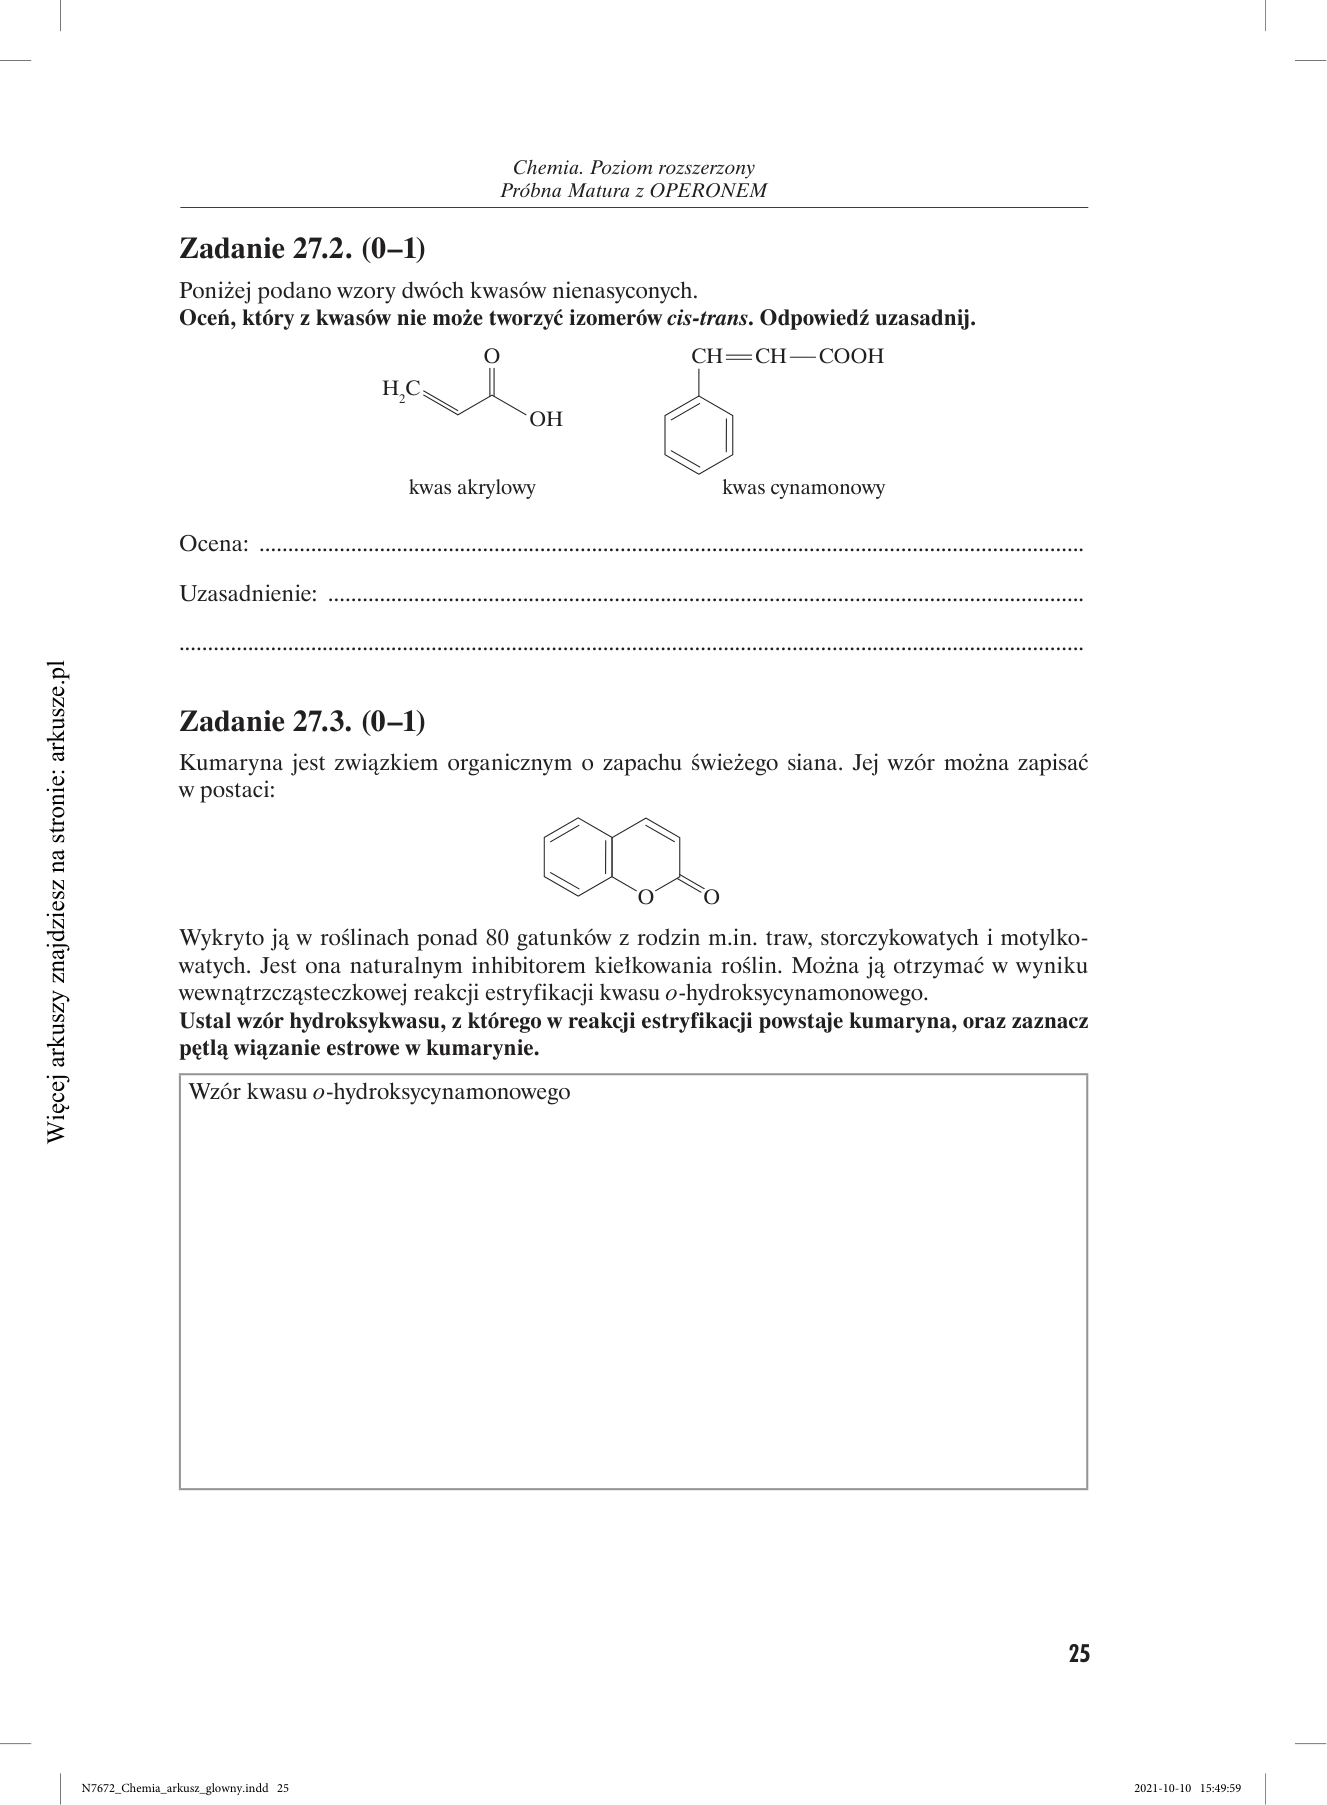 Chemia. Poziom rozszerzony
Próbna Matura z OPERONEM
Zadanie 27.2. (0–1)
Poniżej podano wzory dwóch kwasów nienasyconych.
Oceń, który z kwasów nie może tworzyć izomerów cis-trans. Odpowiedź uzasadnij.
O
H2C
OH
CH CH COOH
kwas akrylowy
kwas cynamonowy
Ocena: ..........
Uzasadnienie: ..........
..........
Zadanie 27.3. (0–1)
Kumaryna jest związkiem organicznym o zapachu świeżego siana. Jej wzór można zapisać
w postaci:
O O
Wykryto ją w roślinach ponad 80 gatunków z rodzin m.in. traw, storczykowatych i motylko-
watych. Jest ona naturalnym inhibitorem kiełkowania roślin. Można ją otrzymać w wyniku
wewnątrzcząsteczkowej reakcji estryfikacji kwasu o-hydroksycynamonowego.
Ustal wzór hydroksykwasu, z którego w reakcji estryfikacji powstaje kumaryna, oraz zaznacz
pętlą wiązanie estrowe w kumarynie.
Wzór kwasu o-hydroksycynamonowego
Więcej arkuszy znajdziesz na stronie: arkusze.pl
25
N7672_Chemia_arkusz_glowny.indd 25
2021-10-10 15:49:59